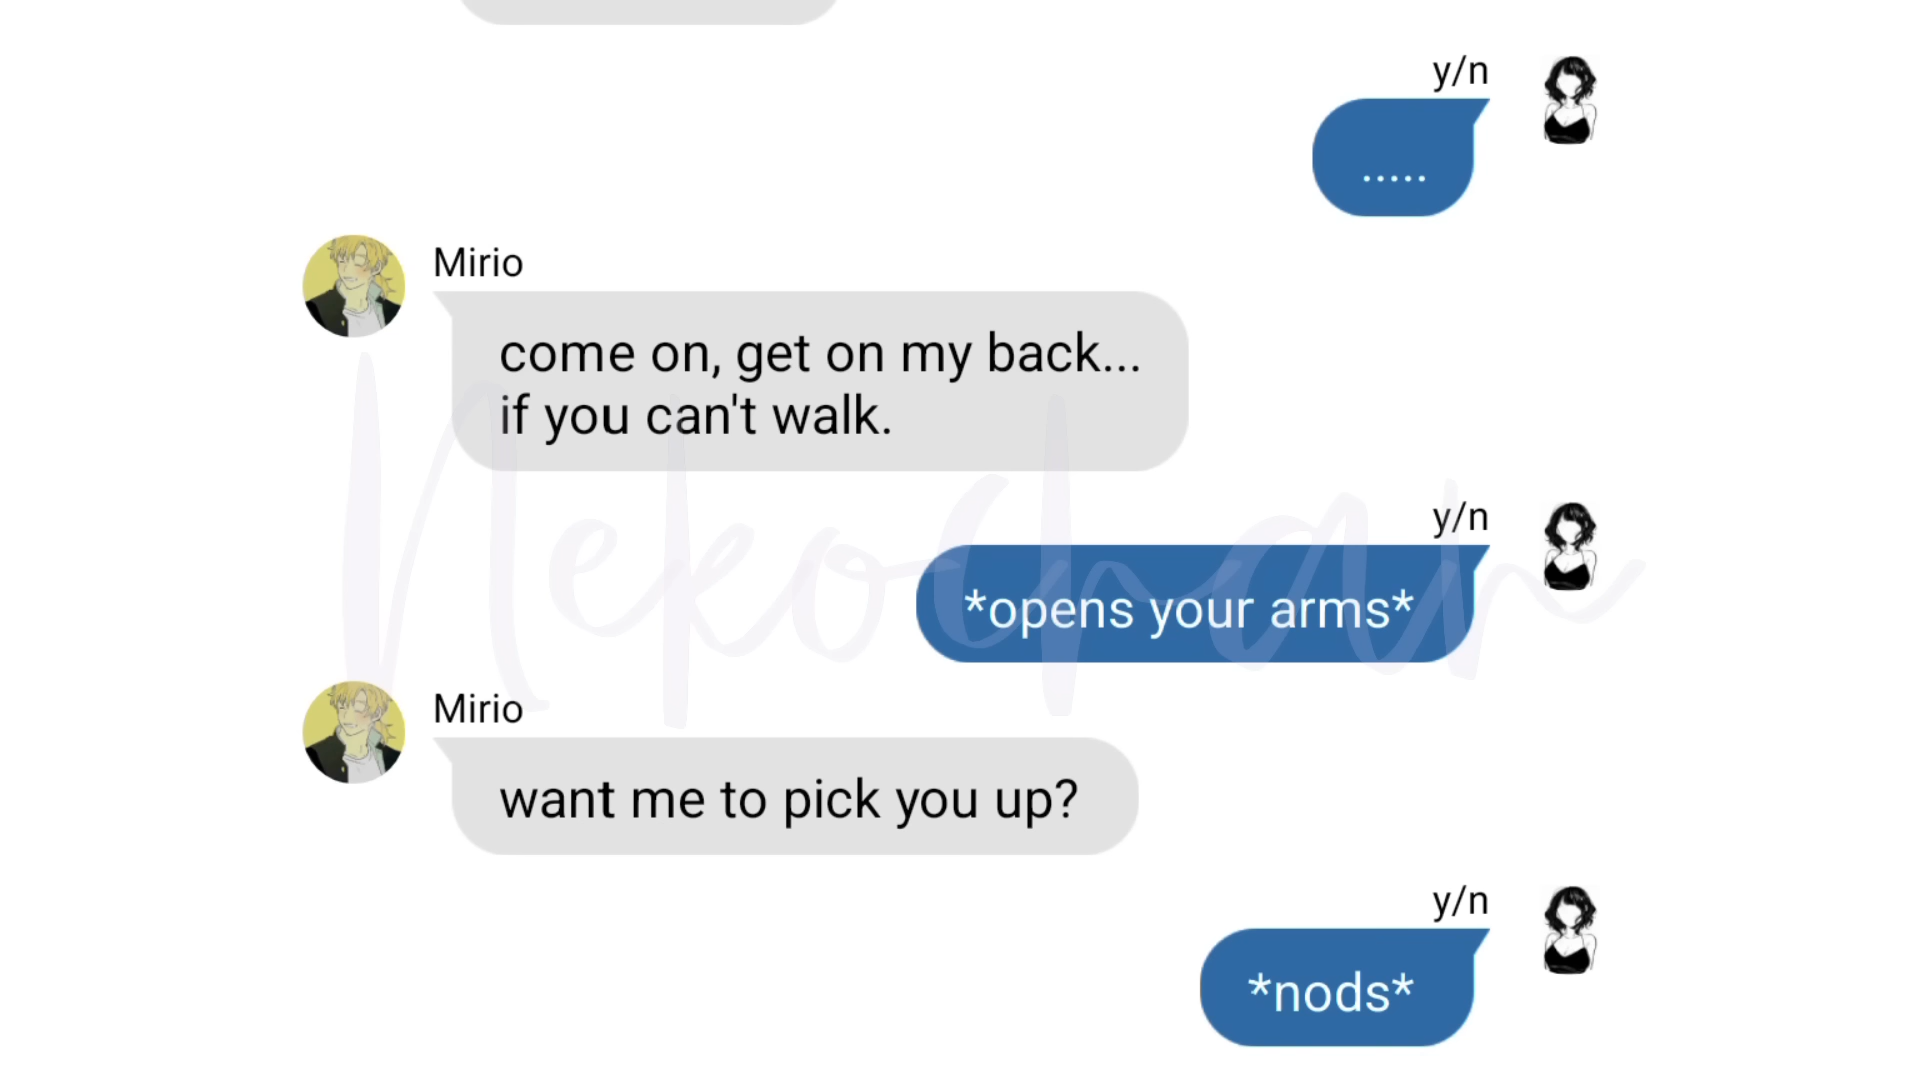 y/n
.....
Mirio
come on, get on my back...
if you can't walk.
y/n
*opens your arms*
Mirio
want me to pick you up?
y/n
*nods*
Nekochan